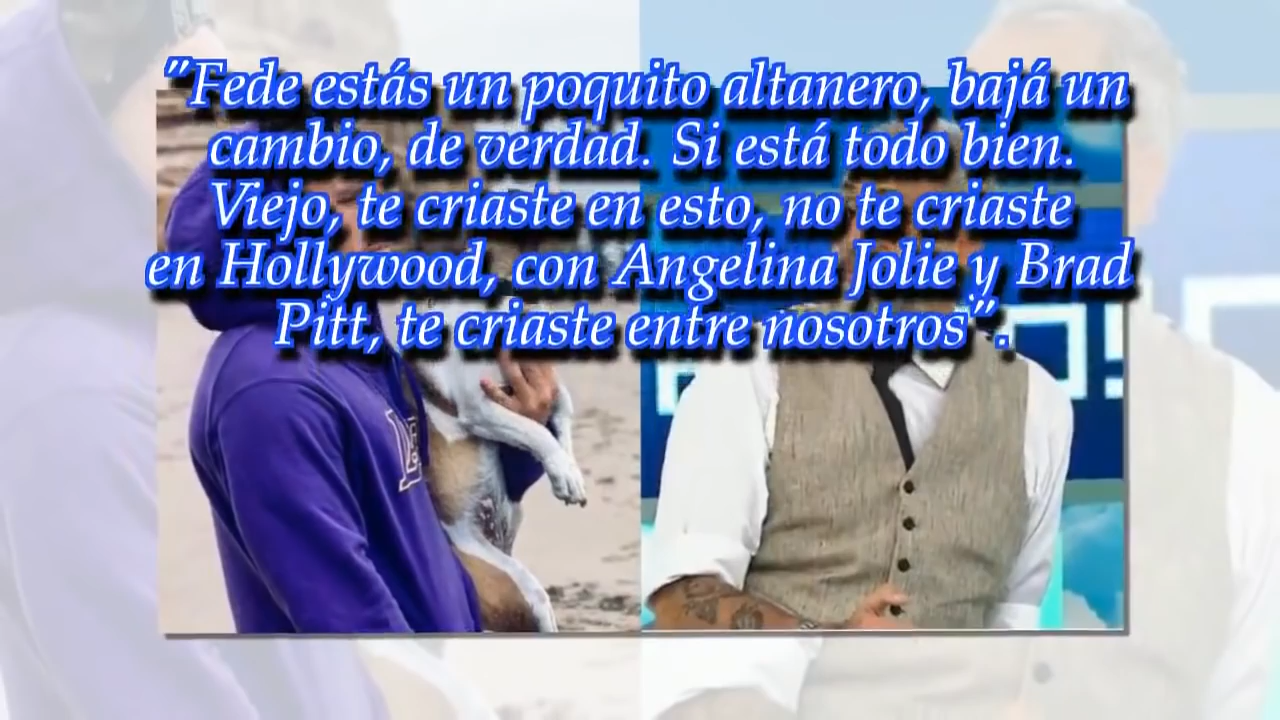 "Fede estás un poquito altanero, bajá un
cambio, de verdad. Si está todo bien.
Viejo, te criaste en esto, no te criaste
en Hollywood, con Angelina Jolie y Brad
Pitt, te criaste entre nosotros".